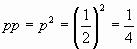 pp = p² = (1/2)² = 1/4